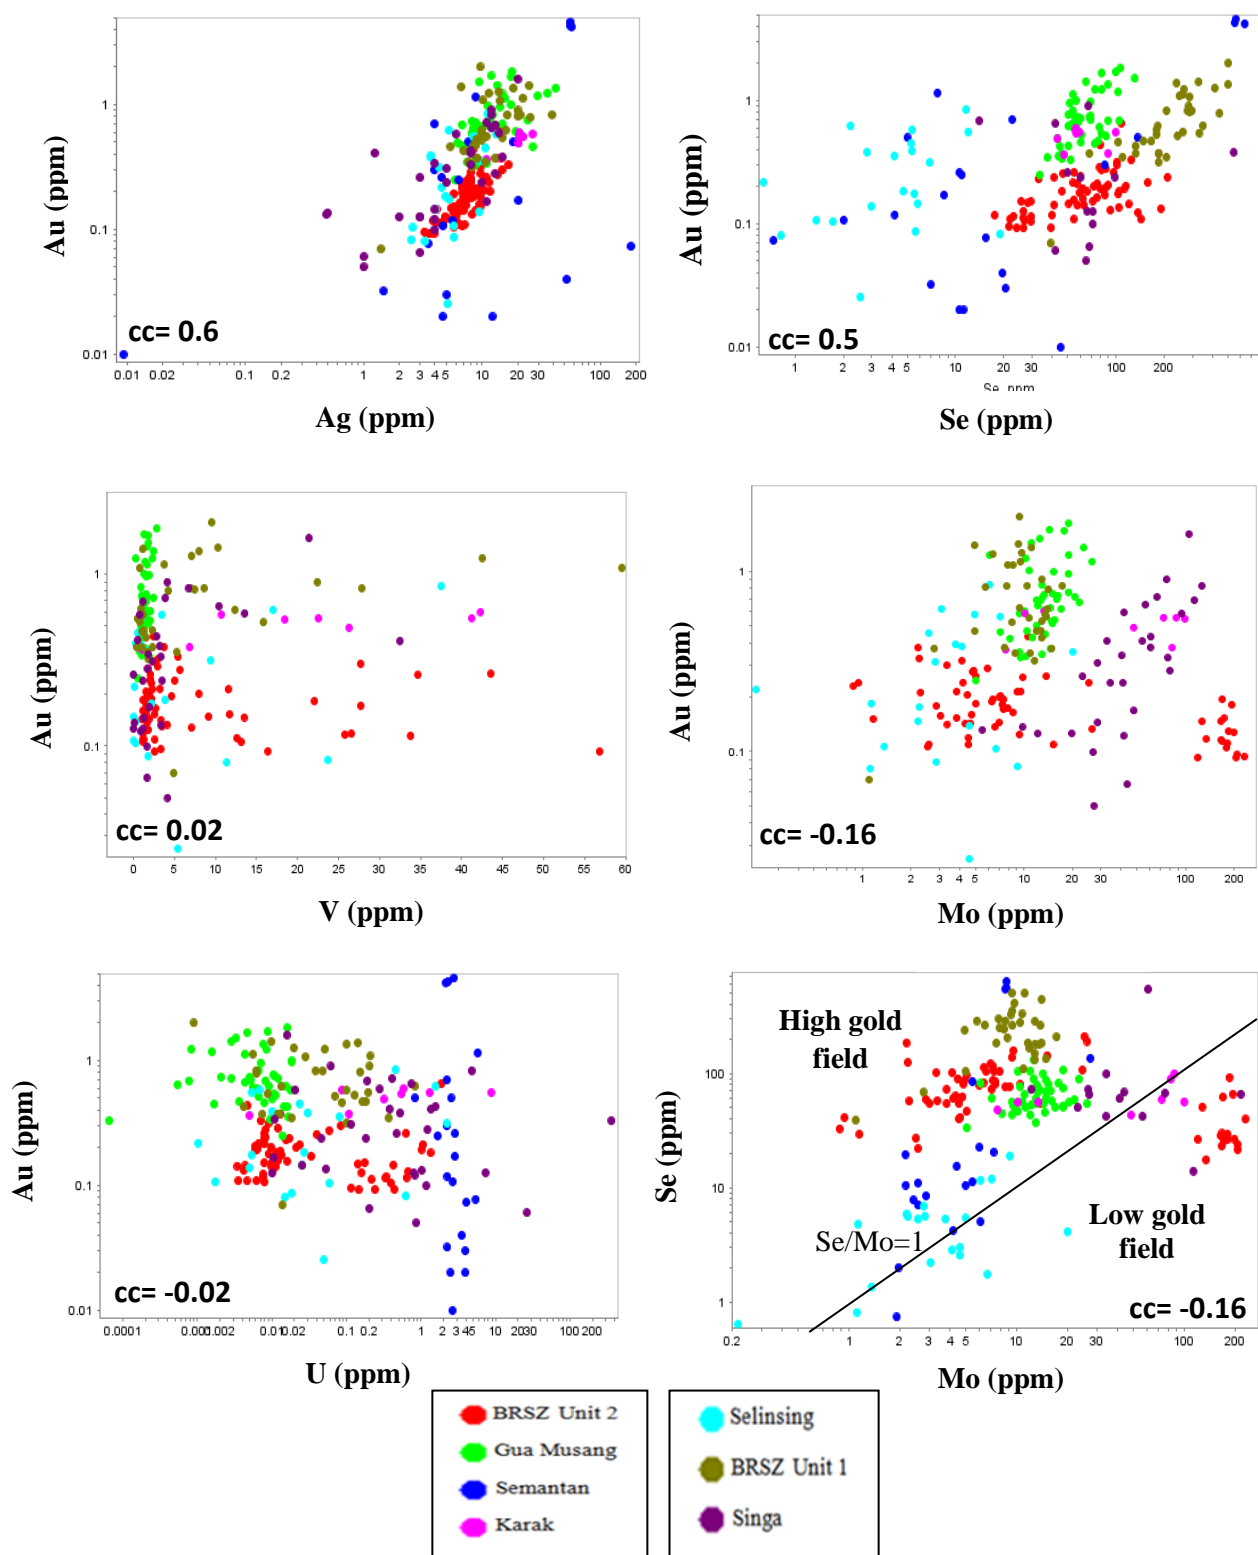 Au (ppm)
1
0.1
0.01
cc= 0.6
0.01 0.02 0.1 0.2 1 2 3 4 5 10 20 30 100 200
Ag (ppm)
Au (ppm)
1
0.1
0.01
cc= 0.5
1 2 3 4 5 10 20 30 100 200
Se ppm
Se (ppm)
Au (ppm)
1
0.1
cc= 0.02
0 5 10 15 20 25 30 35 40 45 50 55 60
V (ppm)
Au (ppm)
1
0.1
cc= -0.16
1 2 3 4 5 10 20 30 100 200
Mo (ppm)
Au (ppm)
1
0.1
0.01
cc= -0.02
0.0001 0.002 0.01 0.02 0.1 0.2 1 2 3 4 5 10 20 30 100 200
U (ppm)
Se (ppm)
100
10
1
High gold
field
Se/Mo=1
Low gold
field
cc= -0.16
0.2 1 2 3 4 5 10 20 30 100 200
Mo (ppm)
BRSZ Unit 2
Gua Musang
Semantan
Karak
Selinsing
BRSZ Unit 1
Singa